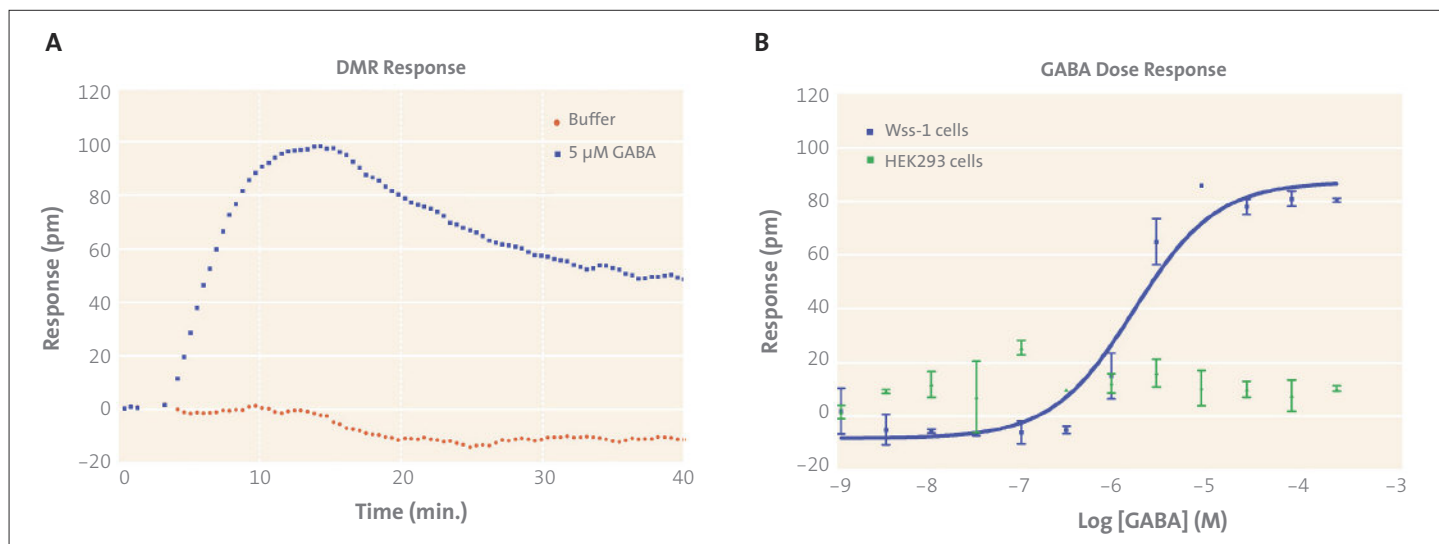 A
DMR Response
120
100
80
60
40
20
0
−20
Response (pm)
Buffer
5 µM GABA
0
10
20
30
40
Time (min.)
B
GABA Dose Response
120
100
80
60
40
20
0
−20
Response (pm)
Wss-1 cells
HEK293 cells
−9
−8
−7
−6
−5
−4
−3
Log [GABA] (M)